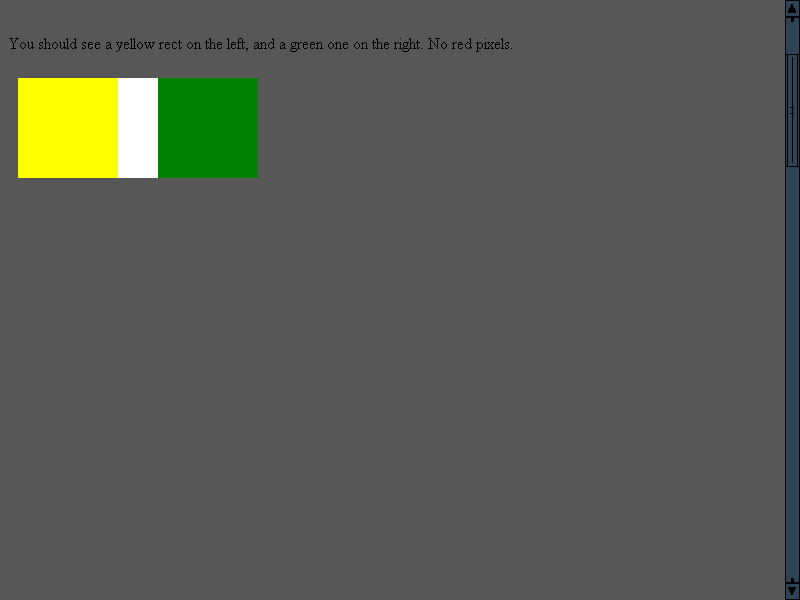 You should see a yellow rect on the left, and a green one on the right. No red pixels.